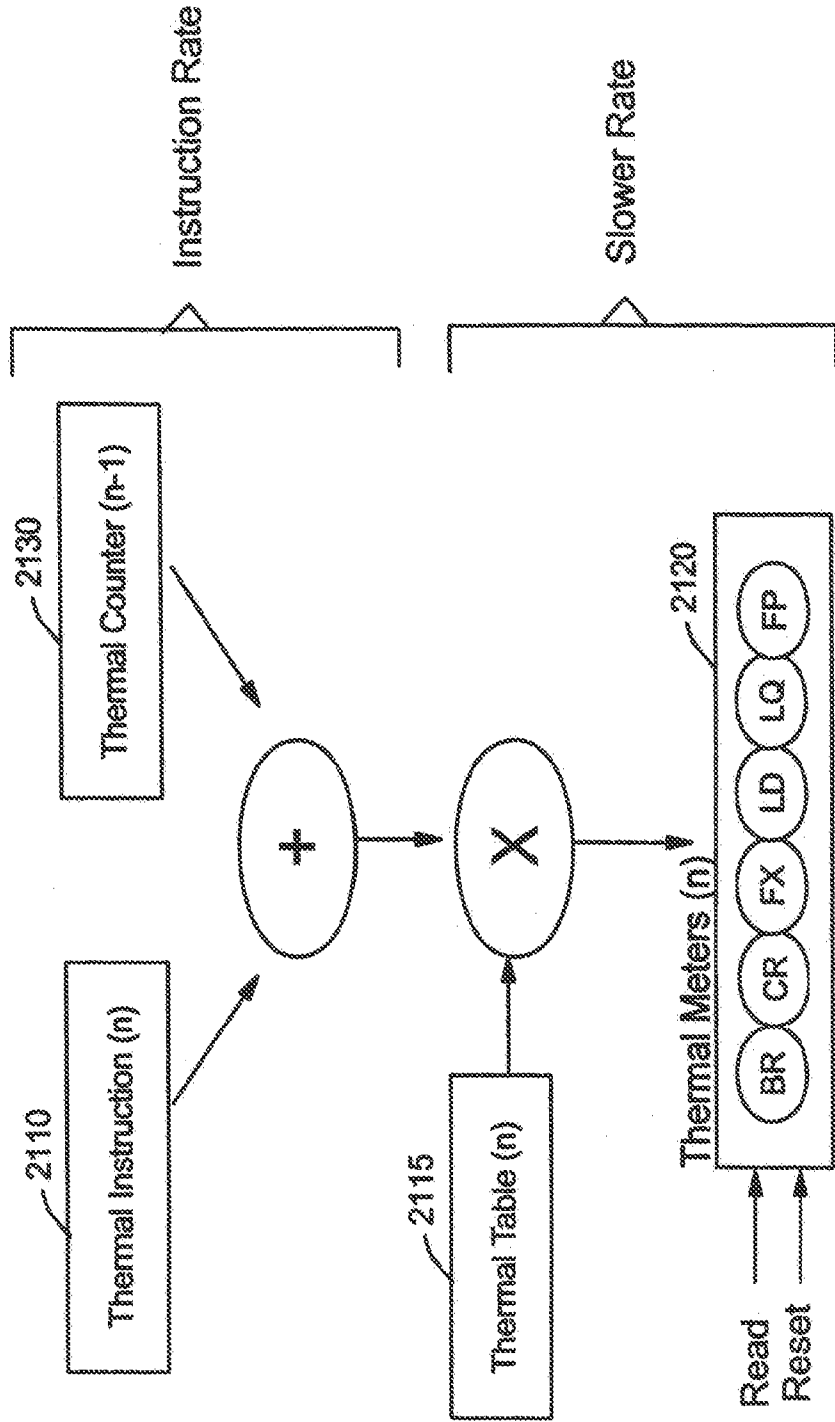 2110
Thermal Instruction (n)
2130
Thermal Counter (n-1)
Instruction Rate
+
2115
Thermal Table (n)
X
Slower Rate
Thermal Meters (n)
2120
Read
Reset
BR
CR
FX
LD
LQ
FP